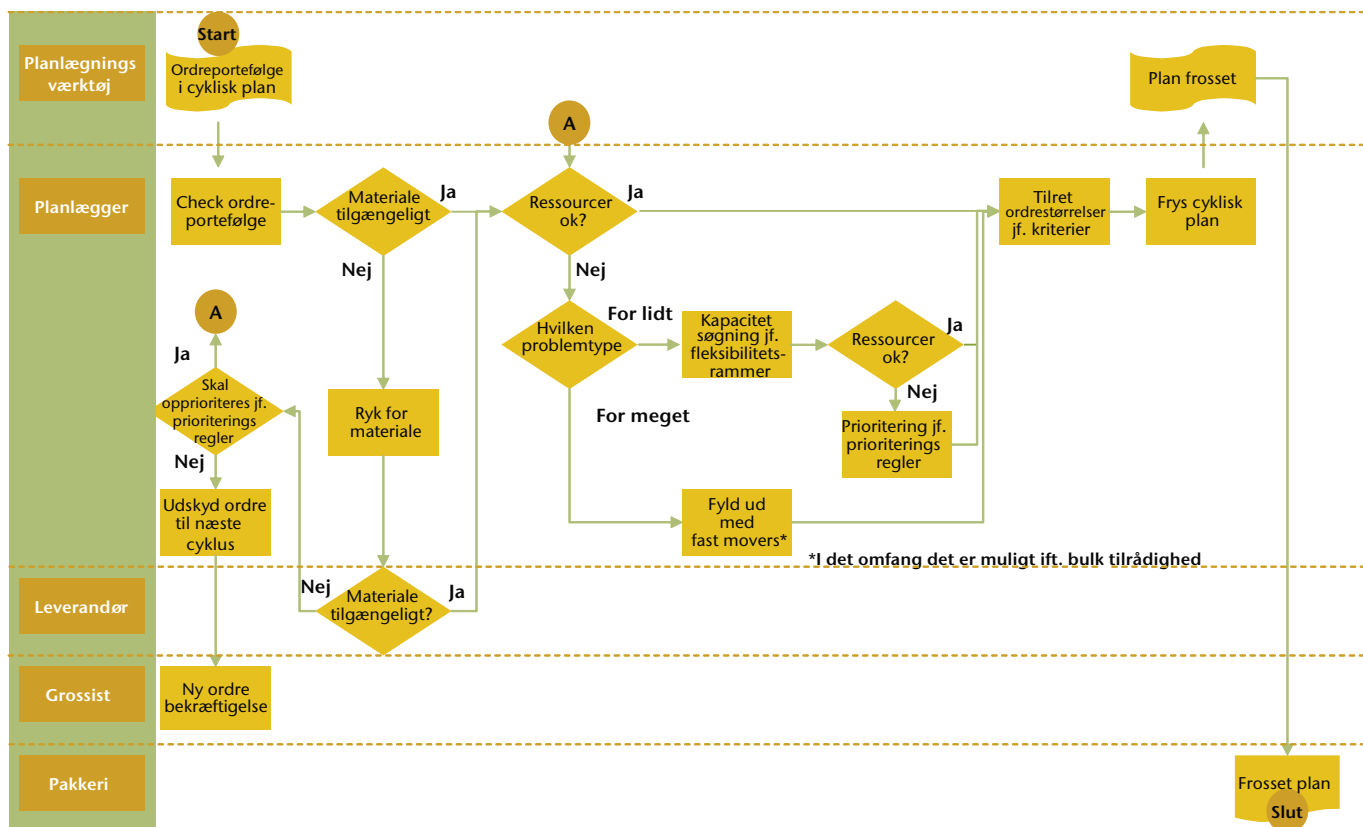 Planlægnings
værktøj
Start
Ordreportefølge
i cyklisk plan
Plan frosset
A
Planlægger
Check ordre-
portefølge
Materiale
tilgængeligt
Ja
Nej
Ressourcer
ok?
Ja
Nej
Tilret
ordrestørrelser
jf. kriterier
Frys cyklisk
plan
A
Ja
Skal
opprioriteres jf.
prioriterings
regler
Nej
Udskyd ordre
til næste
cyklus
Ryk for
materiale
Hvilken
problemtype
For lidt
For meget
Kapacitet
søgning jf.
fleksibilitets-
rammer
Ressourcer
ok?
Ja
Nej
Prioritering jf.
prioriterings
regler
Fyld ud
med
fast movers*
*I det omfang det er muligt ift. bulk tilrådighed
Leverandør
Nej
Materiale
tilgængeligt?
Ja
Grossist
Ny ordre
bekræftigelse
Pakkeri
Frosset plan
Slut